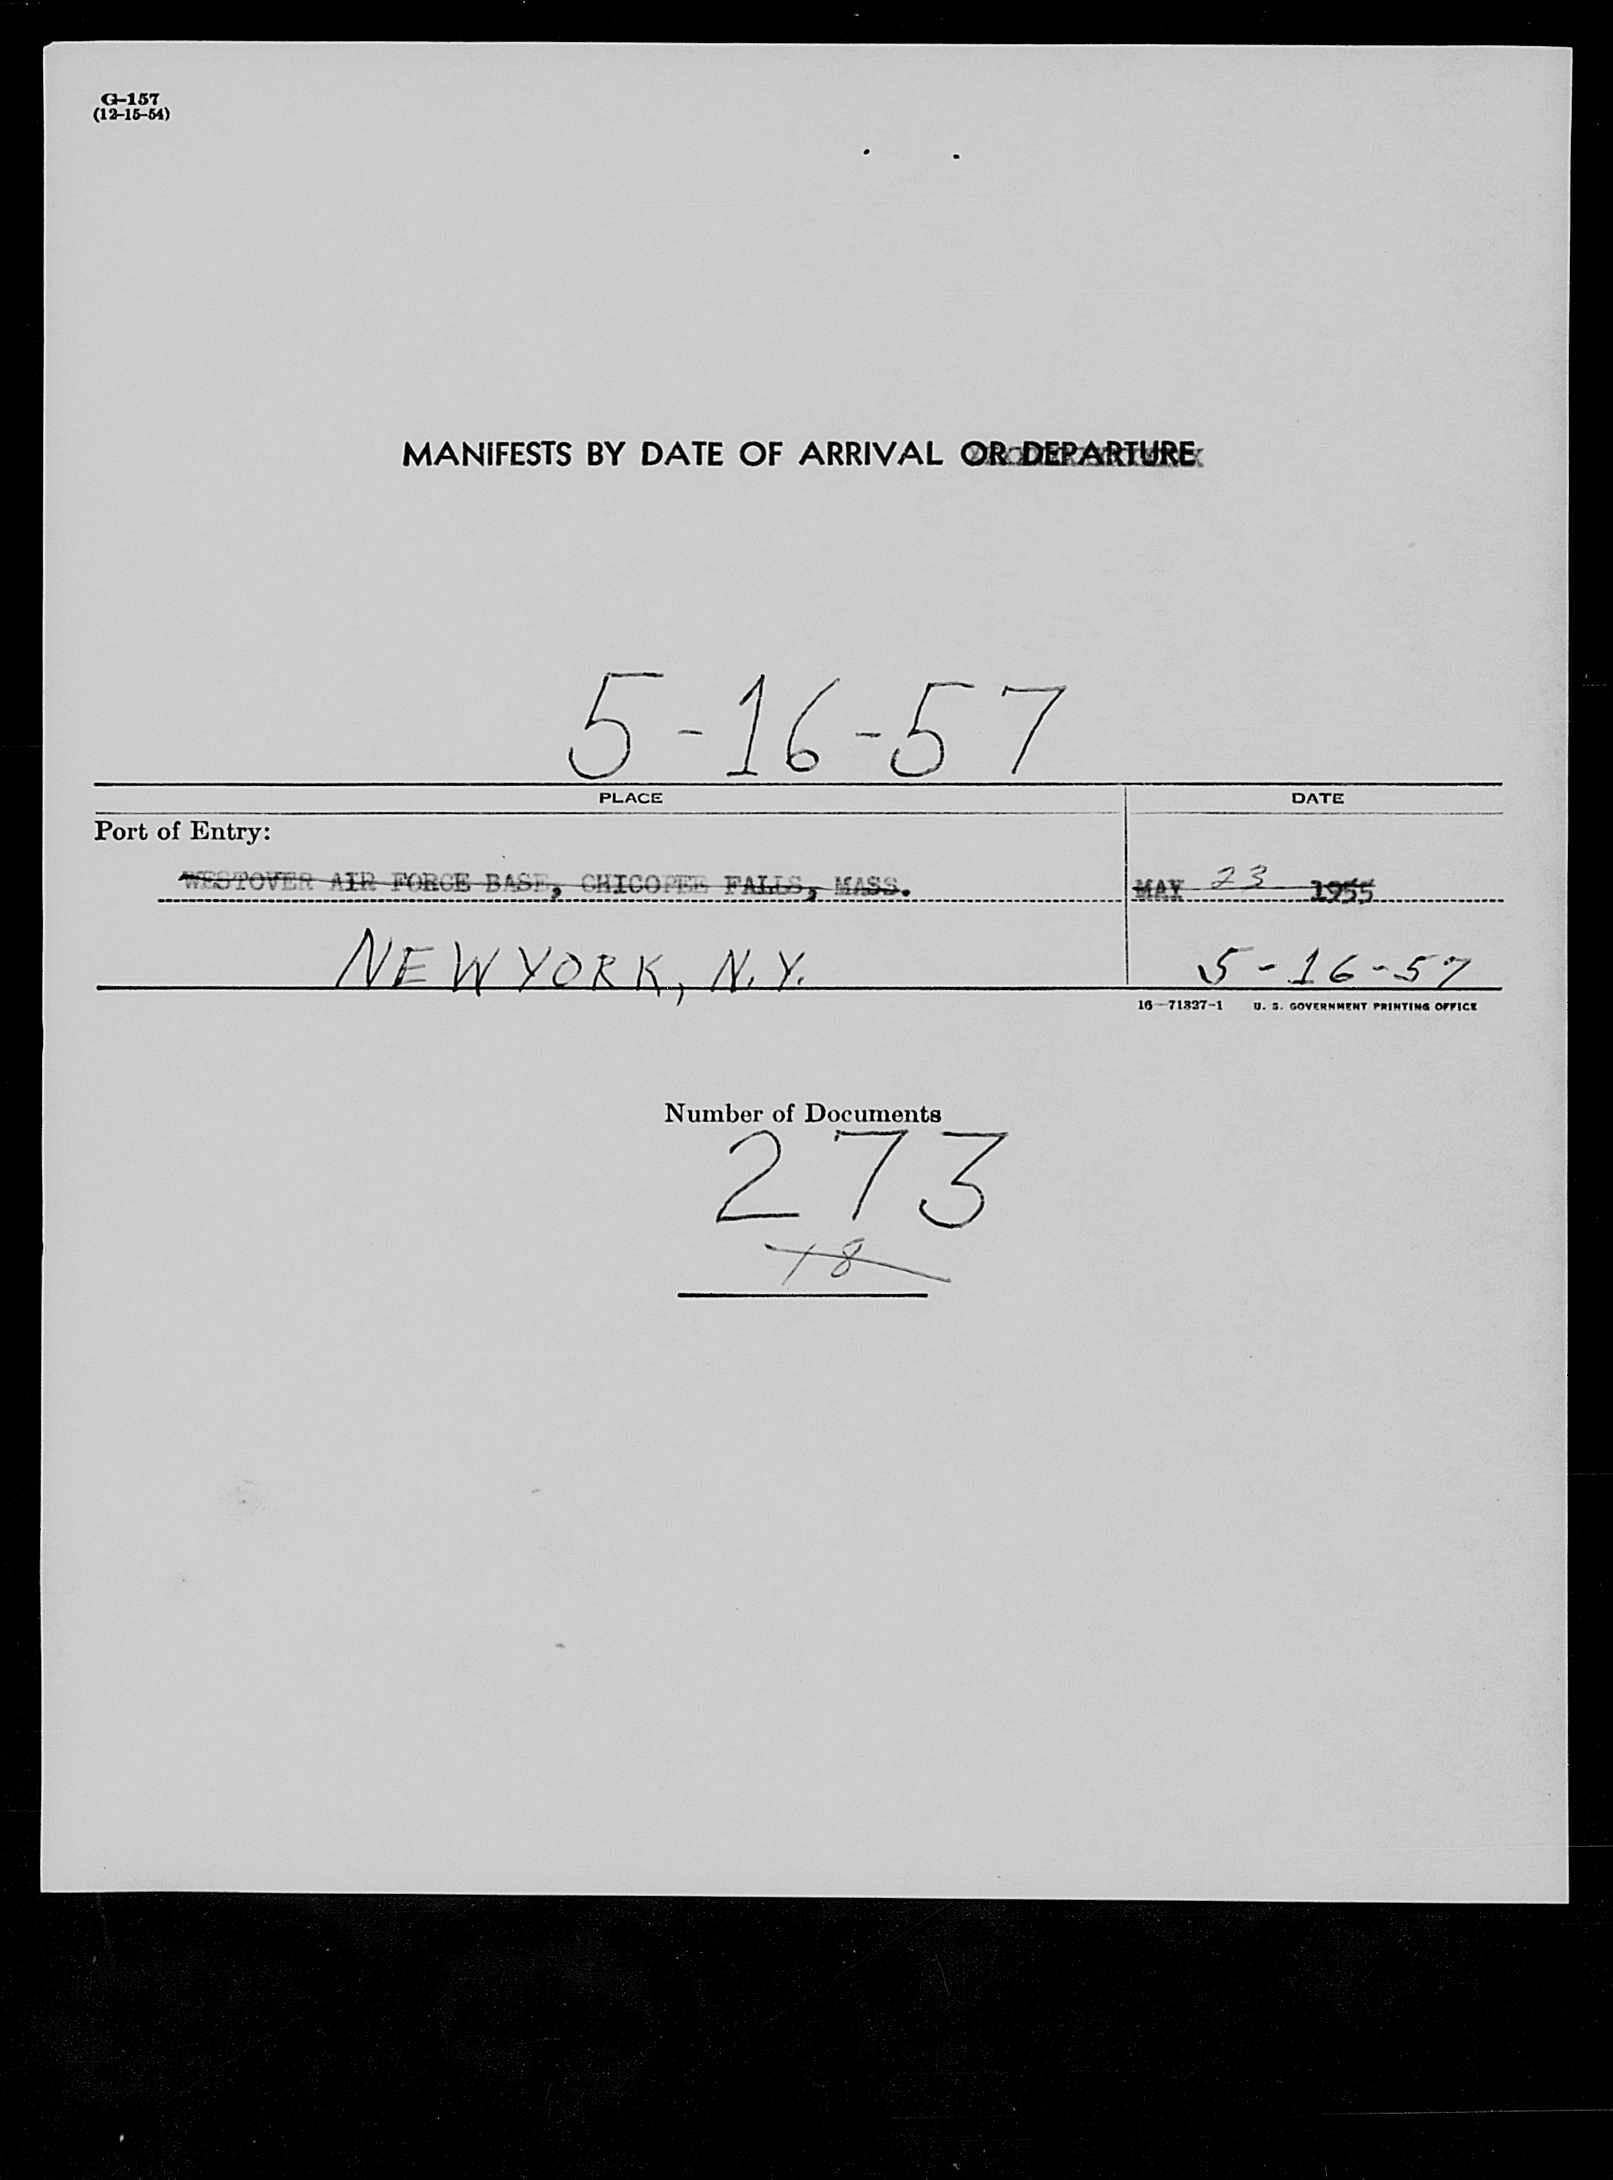 G-157
(12-15-54)
MANIFESTS BY DATE OF ARRIVAL OR DEPARTURE
5-16-57
PLACE DATE
Port of Entry:
WESTOVER AIR FORCE BASE, CHICOPEE FALLS, MASS. MAY 23 1955
NEW YORK, N.Y. 5-16-57
16-71327-1 U. S. GOVERNMENT PRINTING OFFICE
Number of Documents
273
18